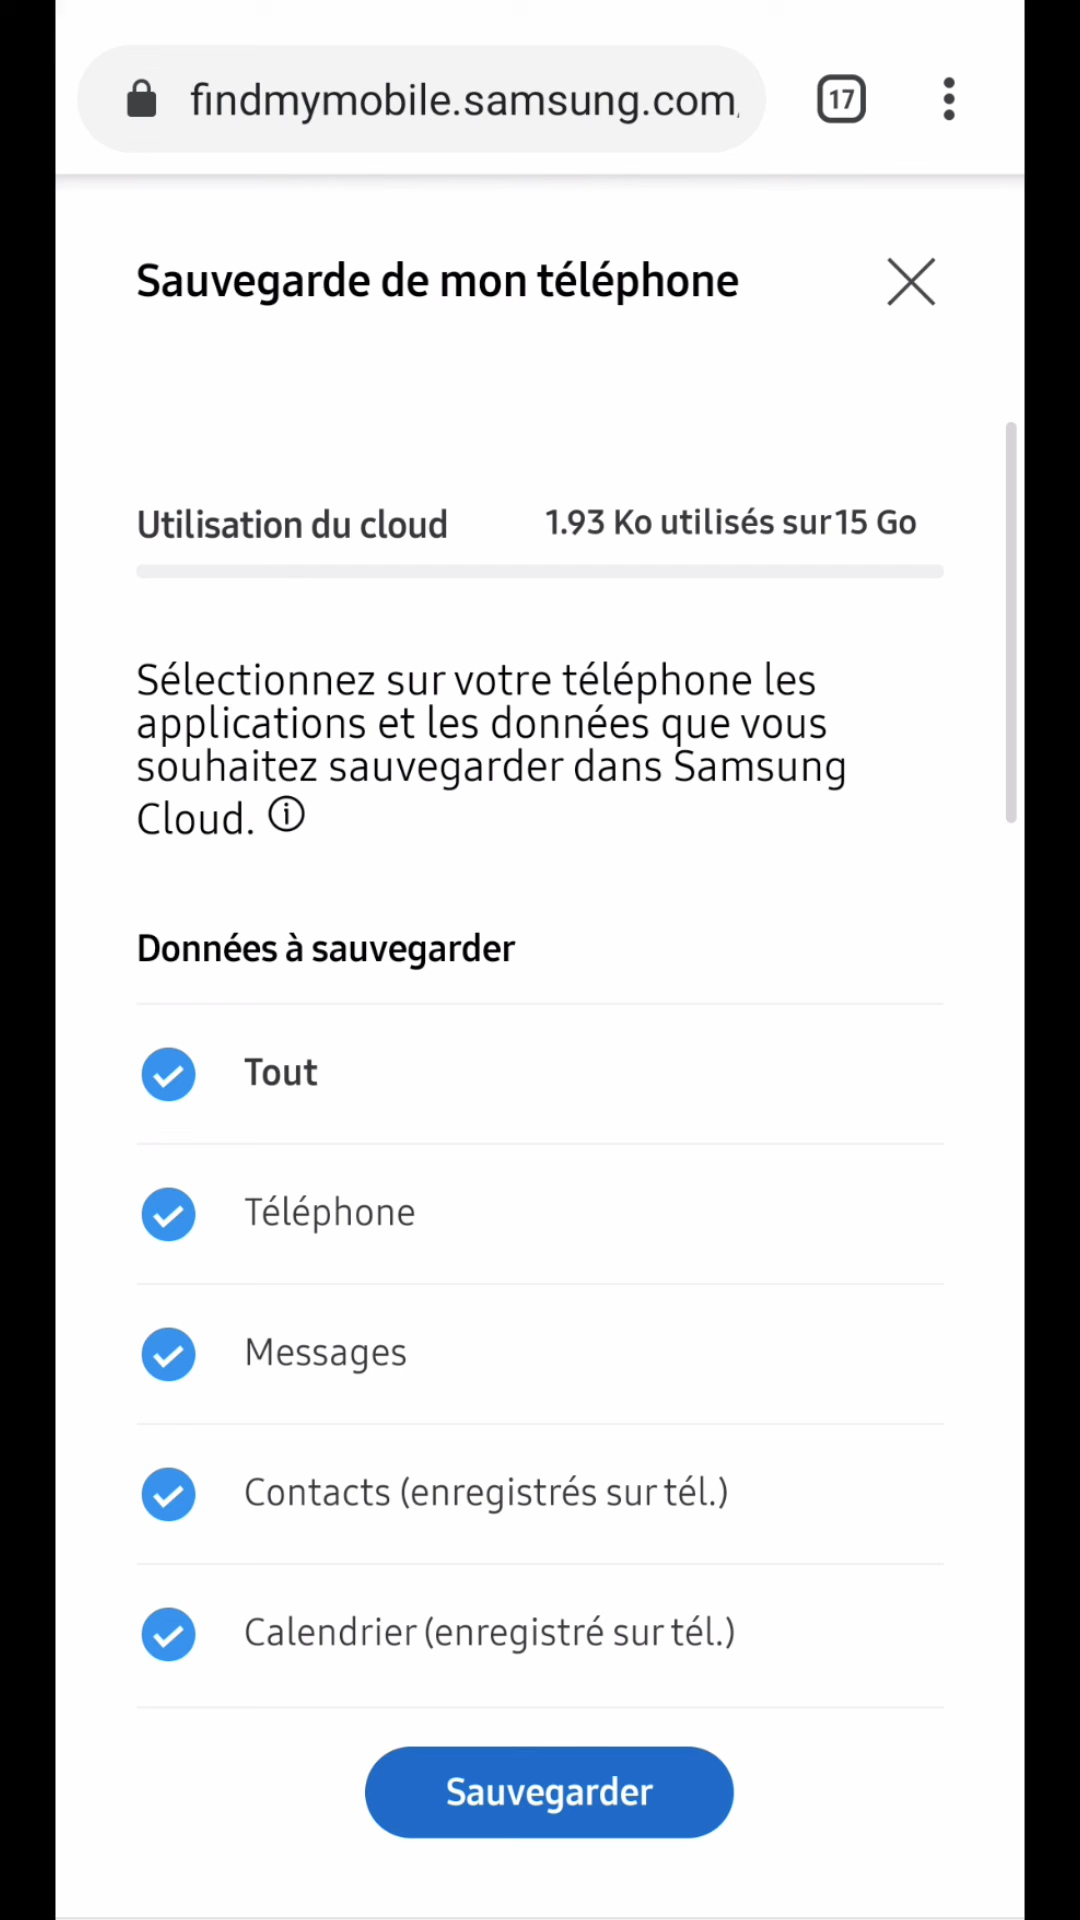 findmymobile.samsung.com
17
Sauvegarde de mon téléphone
Utilisation du cloud
1.93 Ko utilisés sur 15 Go
Sélectionnez sur votre téléphone les
applications et les données que vous
souhaitez sauvegarder dans Samsung
Cloud.
Données à sauvegarder
Tout
Téléphone
Messages
Contacts (enregistrés sur tél.)
Calendrier (enregistré sur tél.)
Sauvegarder